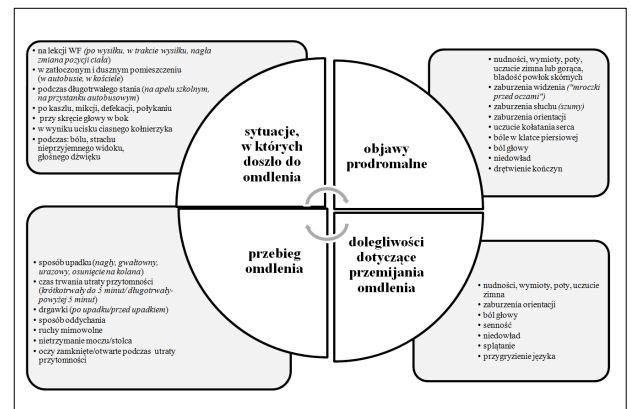 • na lekcji WF (po wysiłku, w trakcie wysiłku, nagła
zmiana pozycji ciała)
• w zatłoczonym i dusznym pomieszczeniu
(w autobusie, w kościele)
• podczas długotrwałego stania (na apelu szkolnym,
na przystanku autobusowym)
• po kaszlu, mikcji, defekacji, połykaniu
• przy skręcie głowy w bok
• w wyniku ucisku ciasnego kołnierzyka
• podczas: bólu, strachu
nieprzyjemnego widoku,
głośnego dźwięku
sytuacje,
w których
doszło do
omdlenia
objawy
prodromalne
• nudności, wymioty, poty,
uczucie zimna lub gorąca,
bladość powłok skórnych
• zaburzenia widzenia ("mroczki
przed oczami")
• zaburzenia słuchu (szumy)
• zaburzenia orientacji
• uczucie kołatania serca
• bóle w klatce piersiowej
• ból głowy
• niedowład
• drętwienie kończyn
• sposób upadku (nagły, gwałtowny,
urazowy, osunięcie na kolana)
• czas trwania utraty przytomności
(krótkotrwały do 5 minut/ długotrwały-
powyżej 5 minut)
• drgawki (po upadku/przed upadkiem)
• sposób oddychania
• ruchy mimowolne
• nietrzymanie moczu/stolca
• oczy zamknięte/otwarte podczas utraty
przytomności
przebieg
omdlenia
dolegliwości
dotyczące
przemijania
omdlenia
• nudności, wymioty, poty, uczucie
zimna
• zaburzenia orientacji
• ból głowy
• senność
• niedowład
• splątanie
• przygryzienie języka